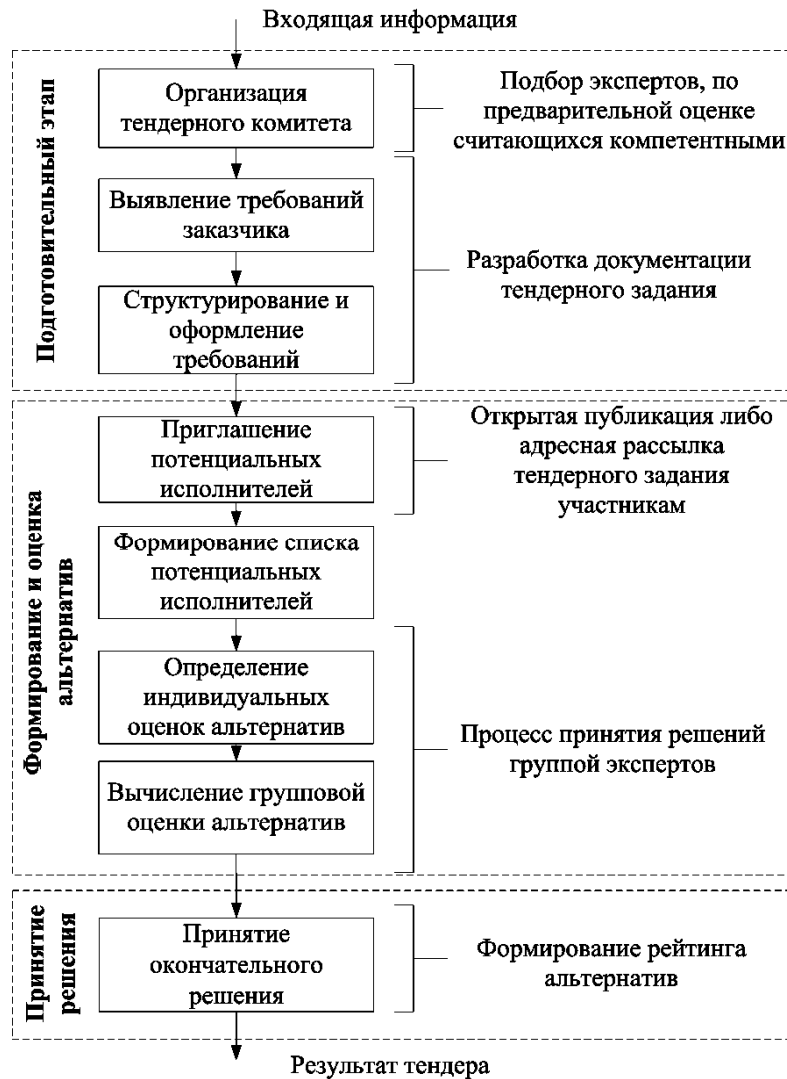 Входящая информация
Подготовительный этап
Организация
тендерного комитета
Подбор экспертов, по
предварительной оценке
считающихся компетентными
Выявление требований
заказчика
Структурирование и
оформление
требований
Разработка документации
тендерного задания
Формирование и оценка
альтернатив
Приглашение
потенциальных
исполнителей
Открытая публикация либо
адресная рассылка
тендерного задания
участникам
Формирование списка
потенциальных
исполнителей
Определение
индивидуальных
оценок альтернатив
Вычисление групповой
оценки альтернатив
Процесс принятия решений
группой экспертов
Принятие
решения
Принятие
окончательного
решения
Формирование рейтинга
альтернатив
Результат тендера